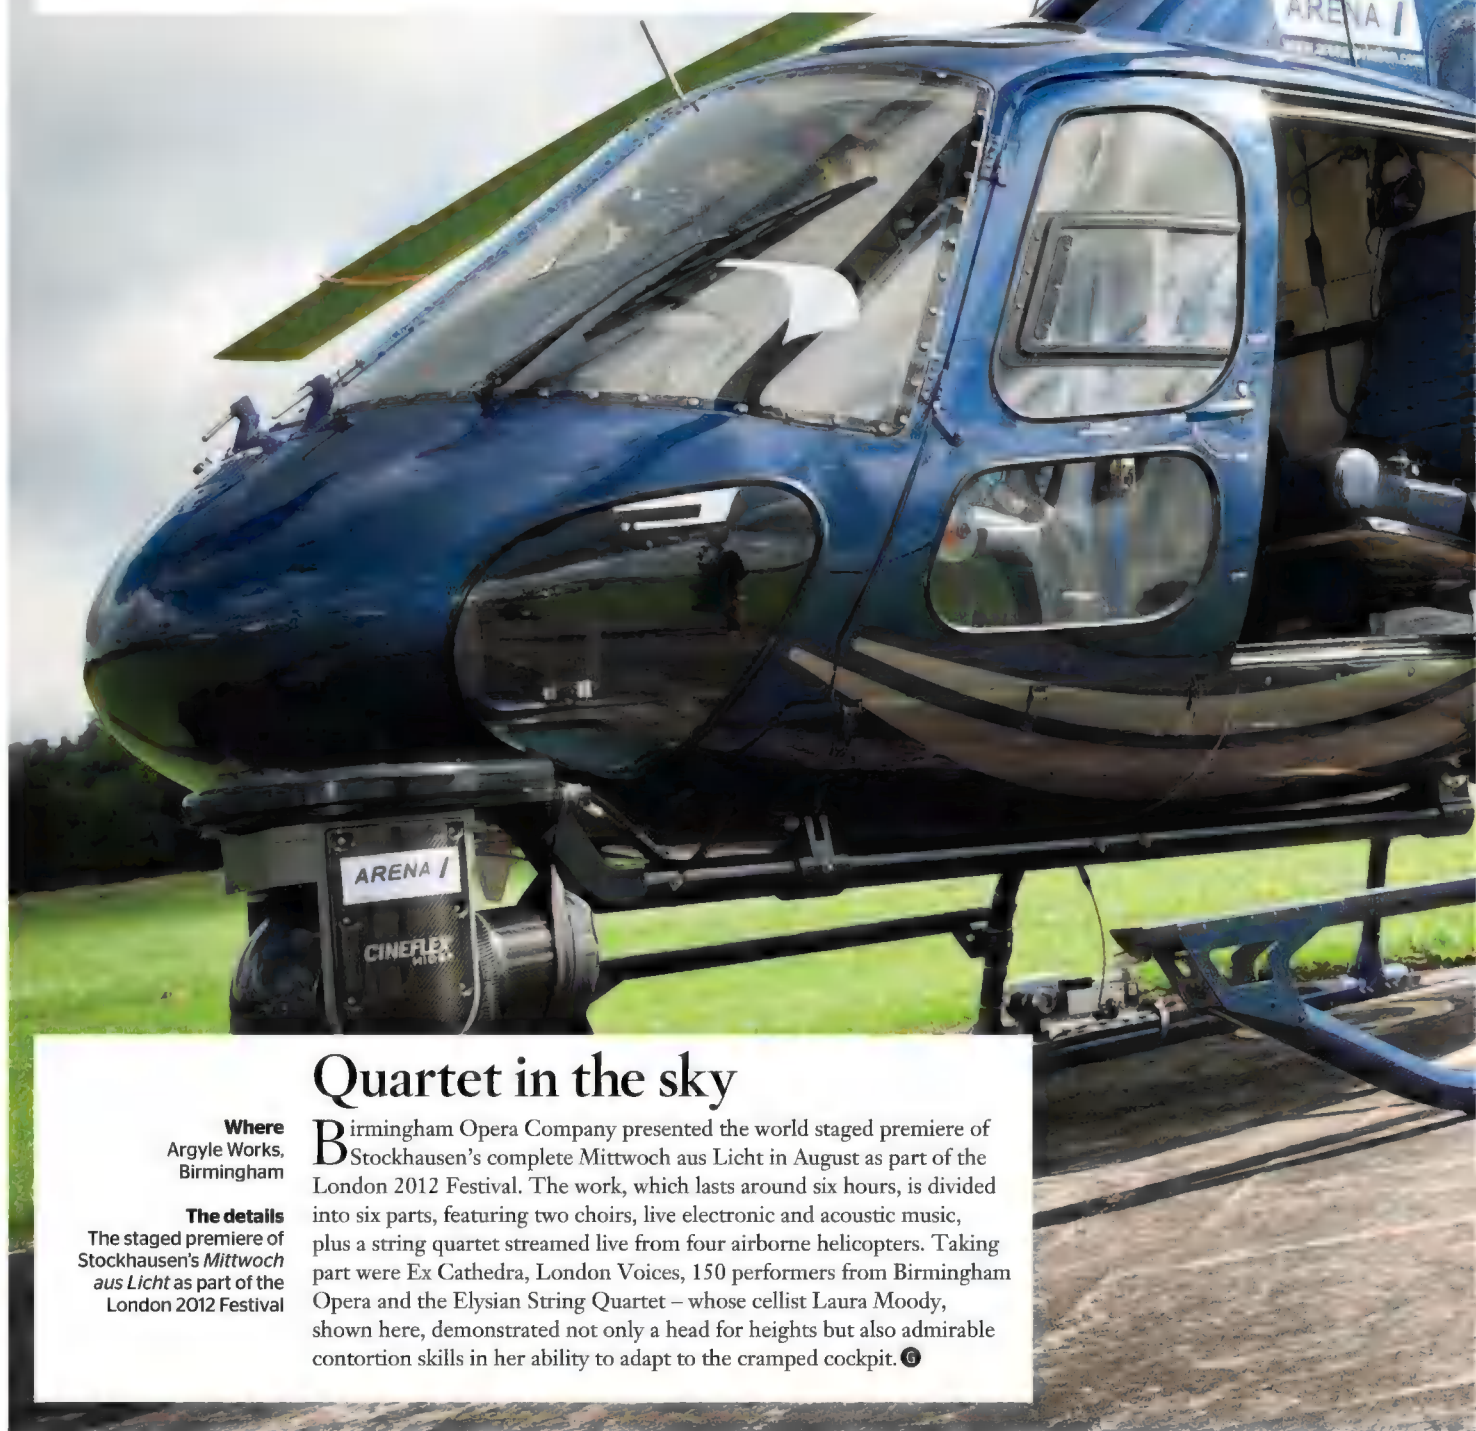 ARENA /
ARENA /
CINEFLEX
Quartet in the sky
Where
Argyle Works,
Birmingham
The details
The staged premiere of
Stockhausen's Mittwoch
aus Licht as part of the
London 2012 Festival
Birmingham Opera Company presented the world staged premiere of
Stockhausen's complete Mittwoch aus Licht in August as part of the
London 2012 Festival. The work, which lasts around six hours, is divided
into six parts, featuring two choirs, live electronic and acoustic music,
plus a string quartet streamed live from four airborne helicopters. Taking
part were Ex Cathedra, London Voices, 150 performers from Birmingham
Opera and the Elysian String Quartet – whose cellist Laura Moody,
shown here, demonstrated not only a head for heights but also admirable
contortion skills in her ability to adapt to the cramped cockpit. G